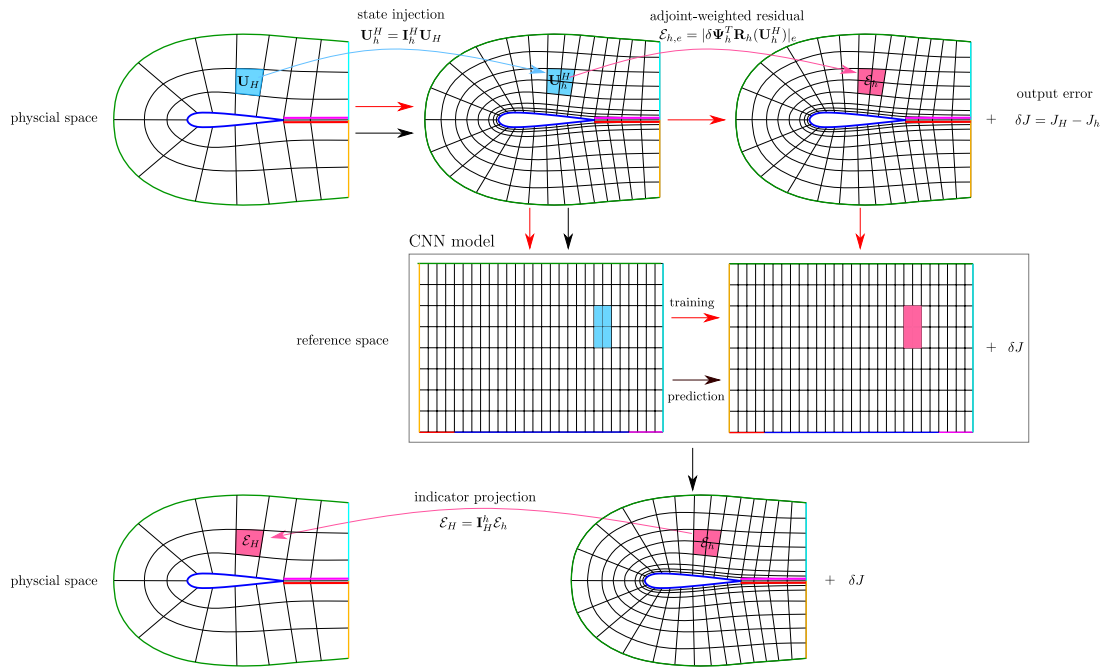 state injection
U_h^H = I_h^H U_H
adjoint-weighted residual
ℰ_{h,e} = |δΨ_h^T R_h(U_h^H)|_e
physcial space
U_H
U_h^H
ℰ_h
+
output error
δJ = J_H − J_h
CNN model
reference space
training
prediction
+ δJ
indicator projection
ℰ_H = I_H^h ℰ_h
physcial space
ℰ_H
ℰ_h
+ δJ